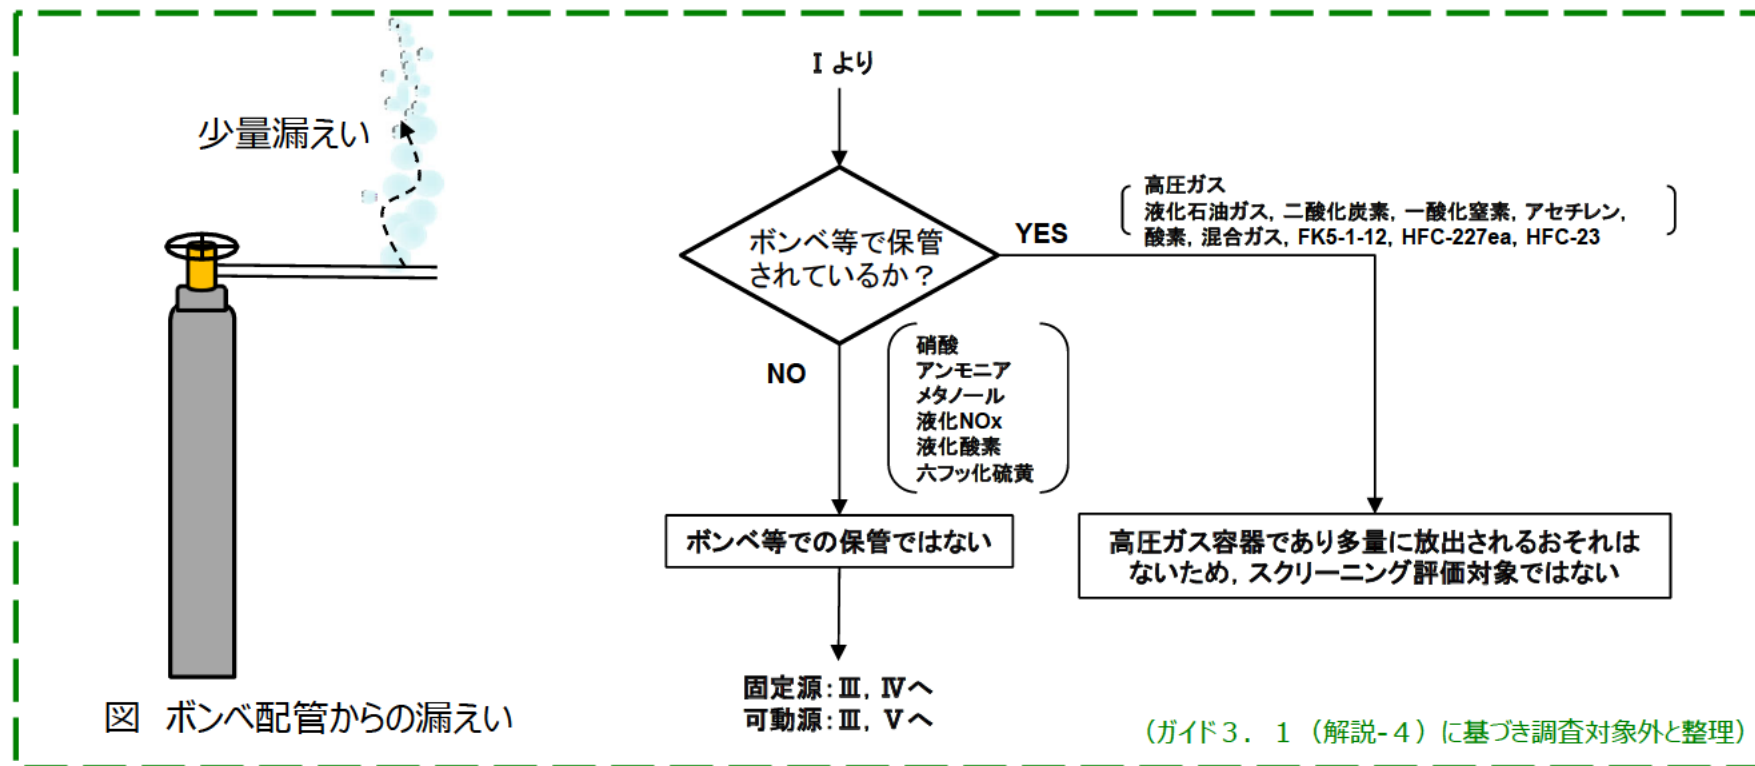 少量漏えい
図　ボンベ配管からの漏えい
Ⅰ より
ボンベ等で保管
されているか？
YES
高圧ガス
液化石油ガス, 二酸化炭素, 一酸化窒素, アセチレン,
酸素, 混合ガス, FK5-1-12, HFC-227ea, HFC-23
NO
硝酸
アンモニア
メタノール
液化NOx
液化酸素
六フッ化硫黄
ボンベ等での保管ではない
高圧ガス容器であり多量に放出されるおそれは
ないため, スクリーニング評価対象ではない
固定源：Ⅲ, Ⅳへ
可動源：Ⅲ, Ⅴへ
（ガイド３．１（解説-４）に基づき調査対象外と整理）